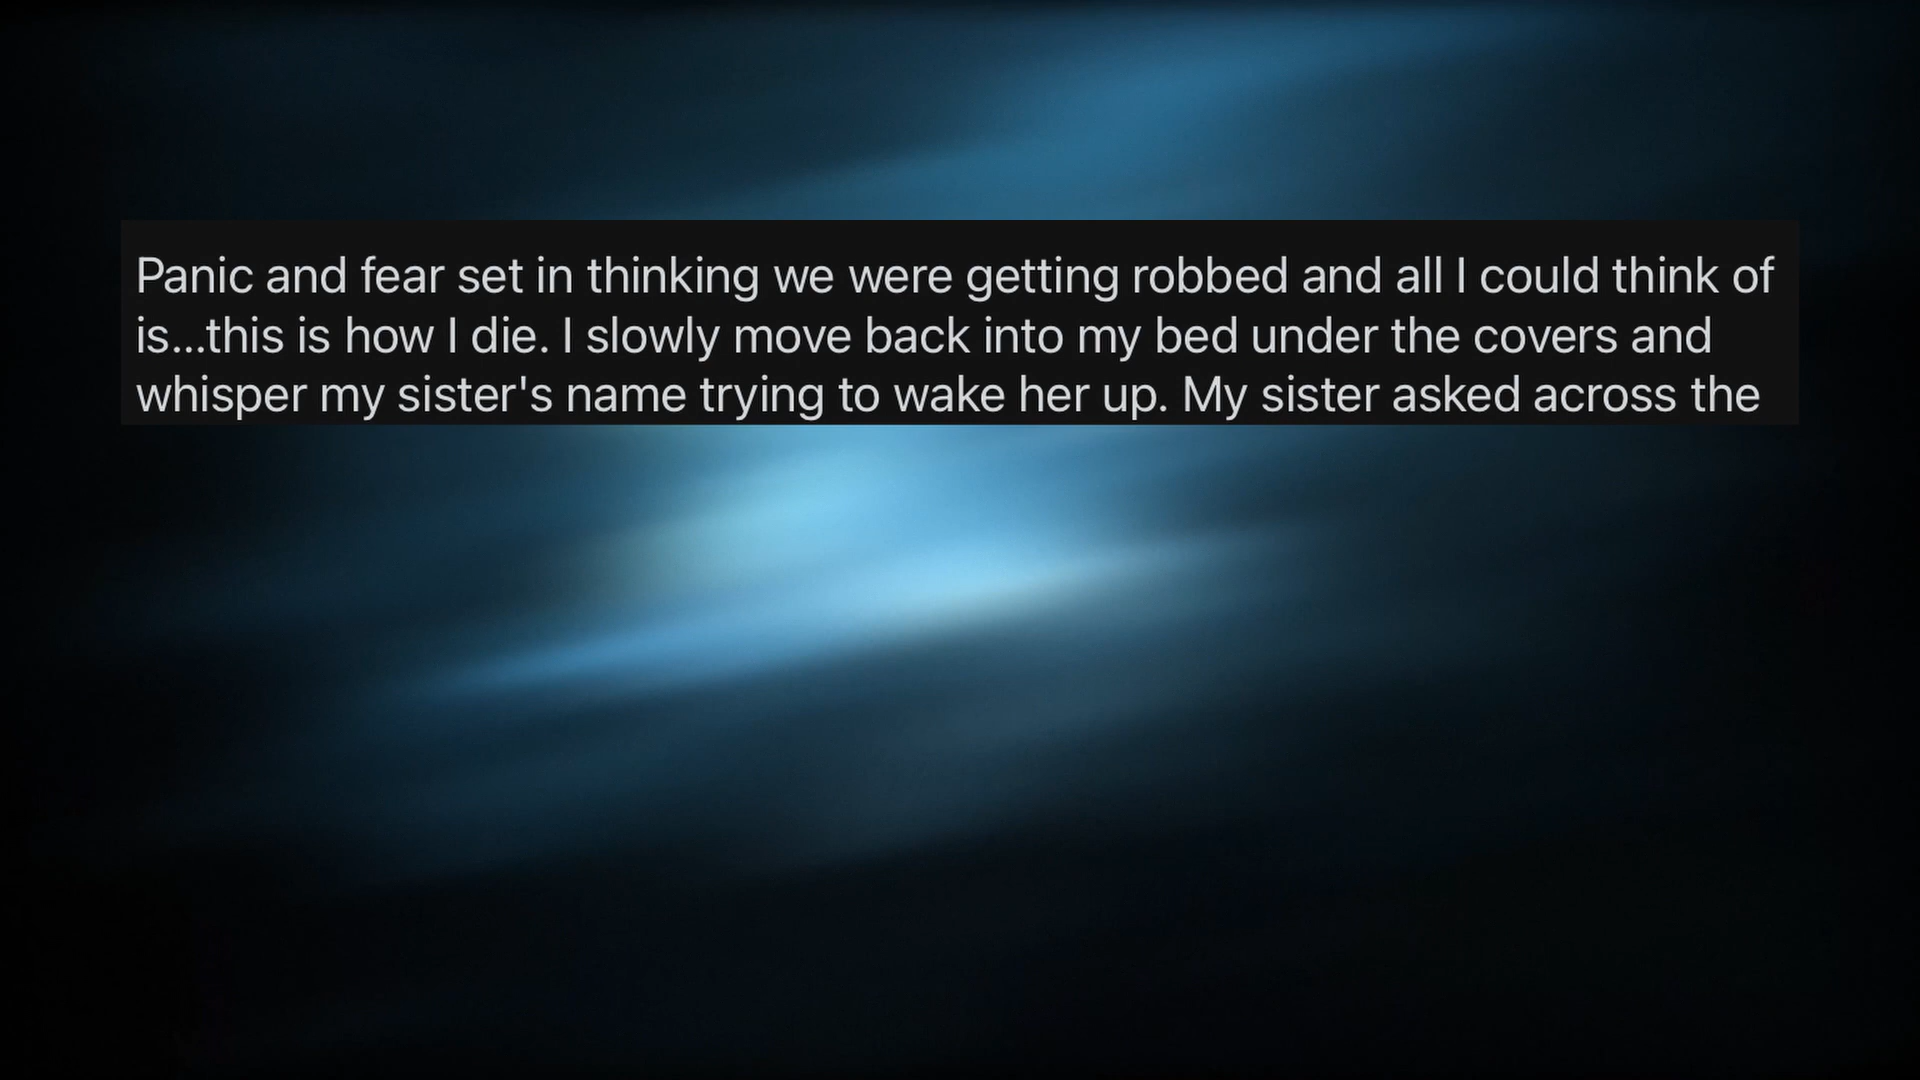 Panic and fear set in thinking we were getting robbed and all I could think of
is...this is how I die. I slowly move back into my bed under the covers and
whisper my sister's name trying to wake her up. My sister asked across the